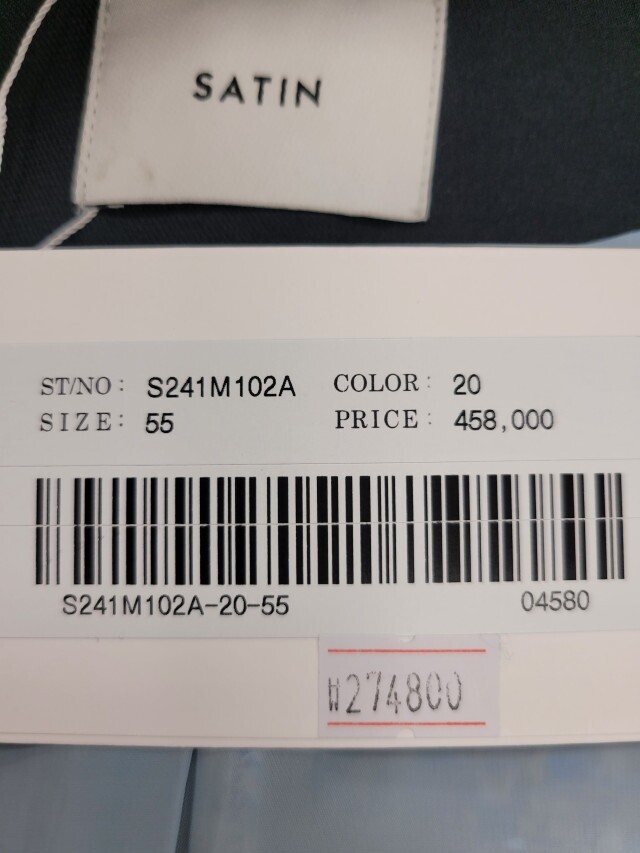 SATIN
ST/NO : S241M102A COLOR : 20
SIZE : 55 PRICE : 458,000
S241M102A-20-55 04580
₩274800